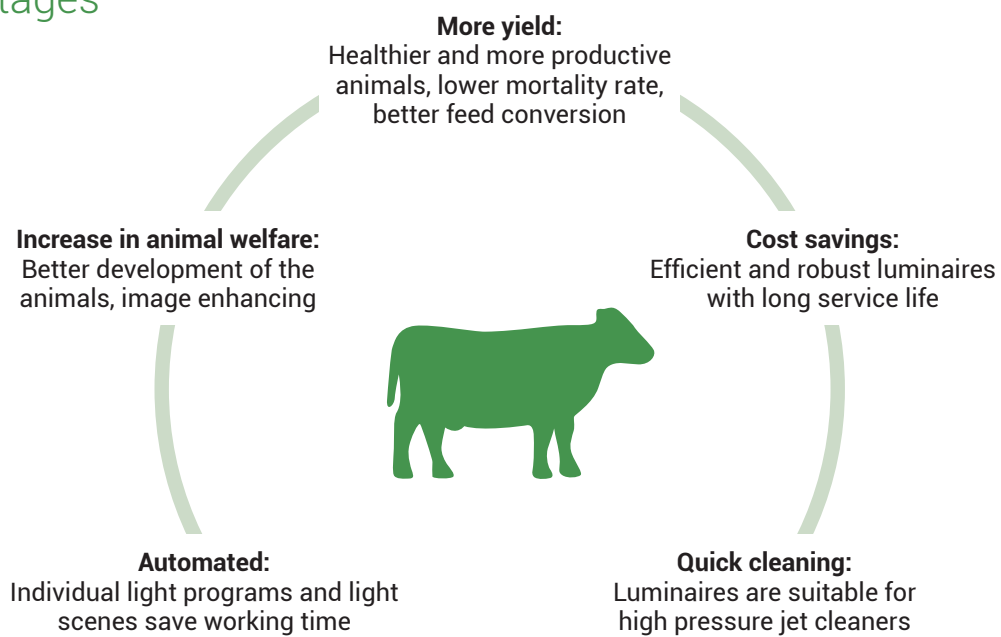 More yield:
Healthier and more productive
animals, lower mortality rate,
better feed conversion
Increase in animal welfare:
Better development of the
animals, image enhancing
Cost savings:
Efficient and robust luminaires
with long service life
Automated:
Individual light programs and light
scenes save working time
Quick cleaning:
Luminaires are suitable for
high pressure jet cleaners